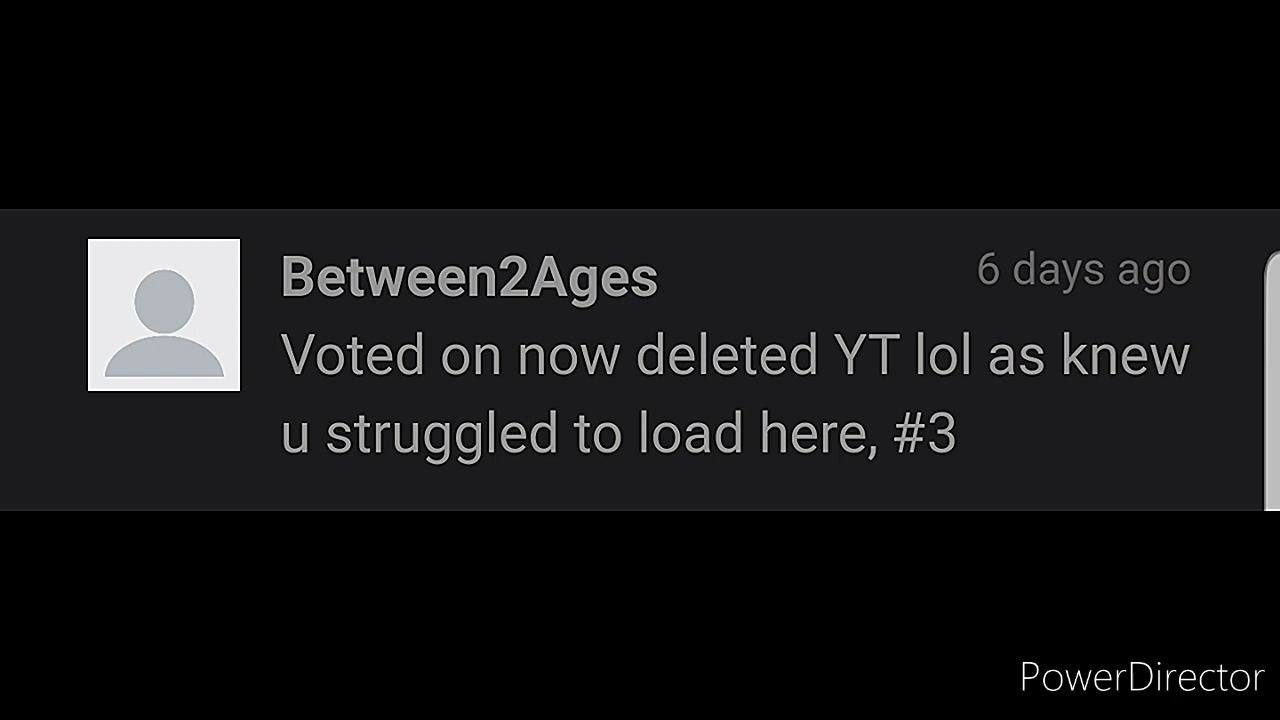 Between2Ages
6 days ago
Voted on now deleted YT lol as knew
u struggled to load here, #3
PowerDirector